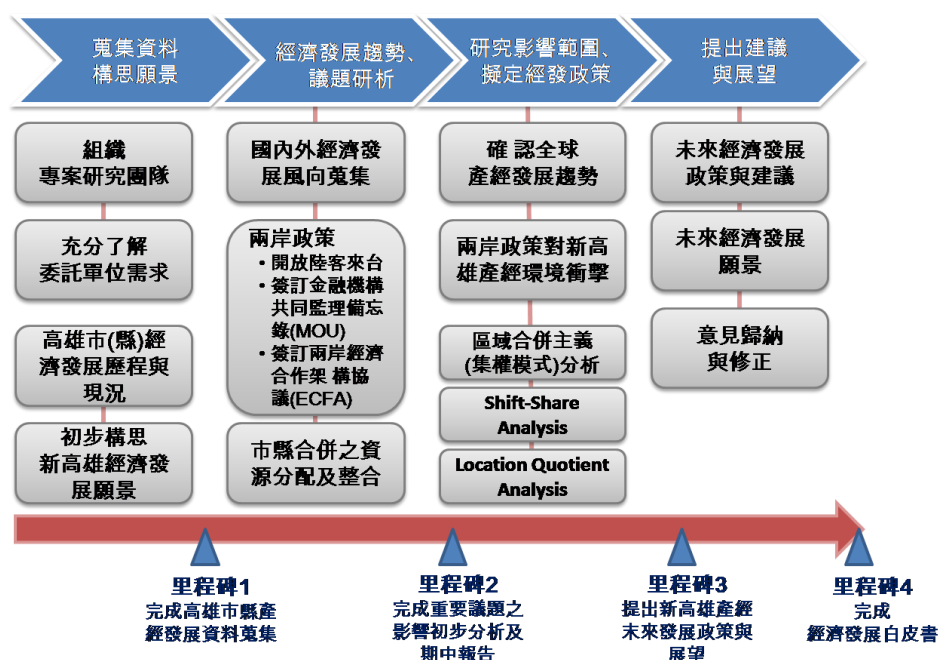 蒐集資料
構思願景
經濟發展趨勢、
議題研析
研究影響範圍、
擬定經發政策
提出建議
與展望
組織
專案研究團隊
充分了解
委託單位需求
高雄市(縣)經
濟發展歷程與
現況
初步構思
新高雄經濟發
展願景
國內外經濟發
展風向蒐集
兩岸政策
•開放陸客來台
•簽訂金融機構
共同監理備忘
錄(MOU)
•簽訂兩岸經濟
合作架 構協
議(ECFA)
市縣合併之資
源分配及整合
確 認全球
產經發展趨勢
兩岸政策對新高
雄產經環境衝擊
區域合併主義
(集權模式)分析
Shift-Share
Analysis
Location Quotient
Analysis
未來經濟發展
政策與建議
未來經濟發展
願景
意見歸納
與修正
里程碑1
完成高雄市縣產
經發展資料蒐集
里程碑2
完成重要議題之
影響初步分析及
期中報告
里程碑3
提出新高雄產經
未來發展政策與
展望
里程碑4
完成
經濟發展白皮書